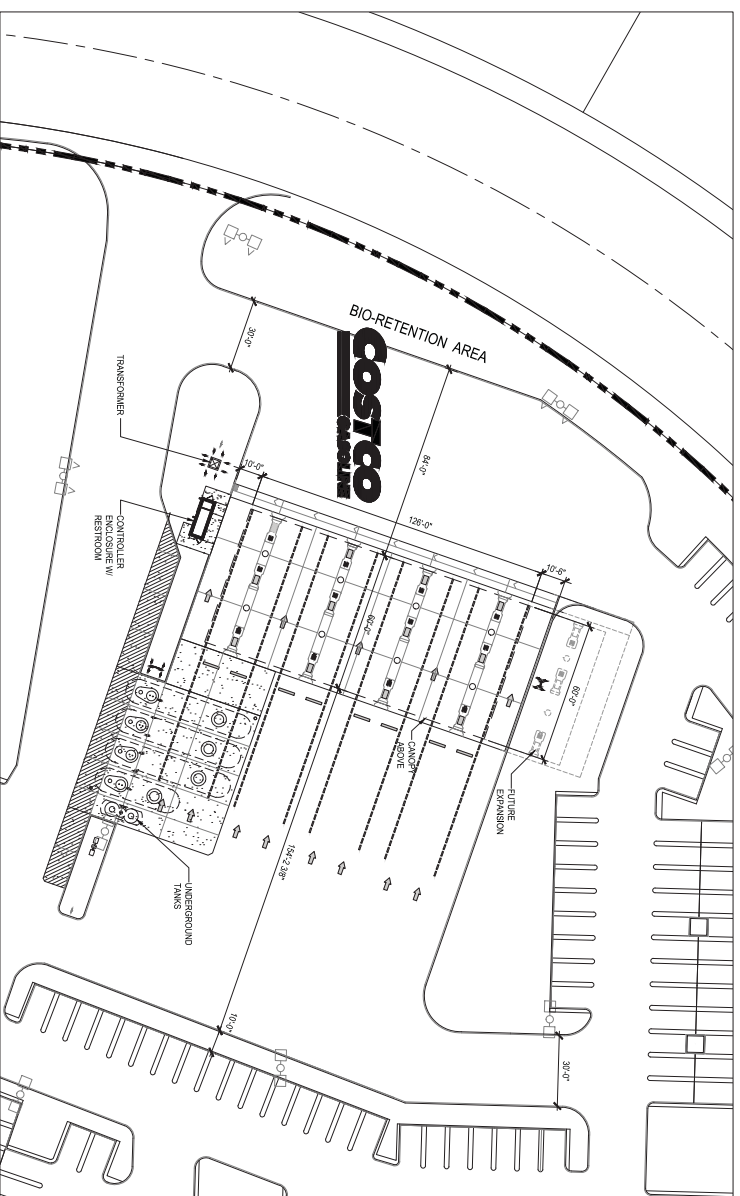 BIO-RETENTION AREA
COSTCO
GASOLINE
30'-0"
84'-0"
TRANSFORMER
10'-0"
126'-0"
10'-6"
CONTROLLER
ENCLOSURE W/
RESTROOM
60'-0"
60'-0"
CANOPY
ABOVE
FUTURE
EXPANSION
154'-2 3/8"
UNDERGROUND
TANKS
10'-0"
30'-0"